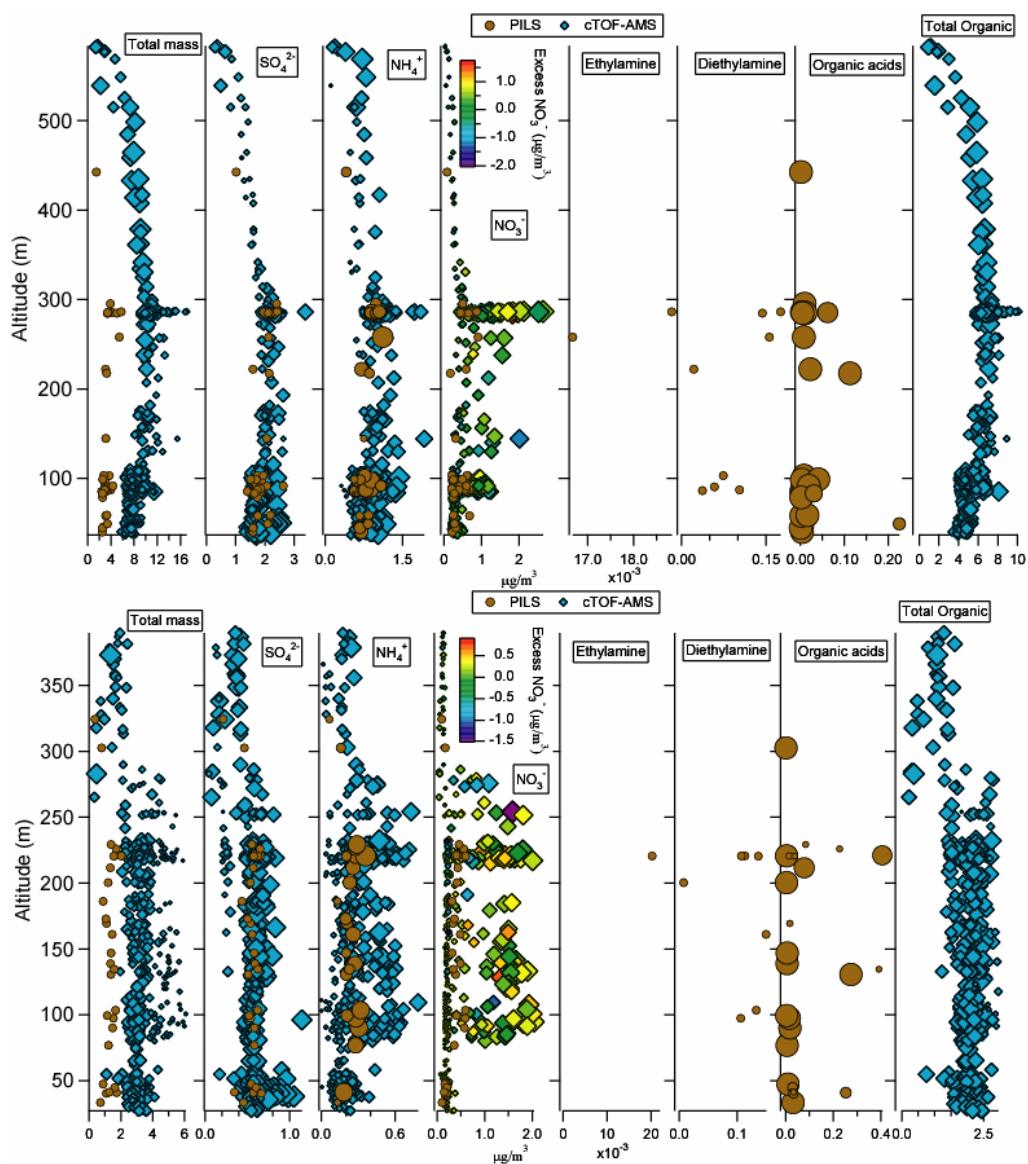 PILS cTOF-AMS
Total mass
SO₄²⁻
NH₄⁺
Excess NO₃⁻ (µg/m³)
1.0
0.0
-1.0
-2.0
NO₃⁻
Ethylamine
Diethylamine
Organic acids
Total Organic
Altitude (m)
500
400
300
200
100
0 4 8 12 16
0 1 2 3
0.0 1.5
0 1 2
µg/m³
17.0 18.0
x10⁻³
0.00 0.15
0.00 0.10 0.20
0 2 4 6 8 10
PILS cTOF-AMS
Total mass
SO₄²⁻
NH₄⁺
Excess NO₃⁻ (µg/m³)
0.5
0.0
-0.5
-1.0
-1.5
NO₃⁻
Ethylamine
Diethylamine
Organic acids
Total Organic
Altitude (m)
350
300
250
200
150
100
50
0 2 4 6
0.0 1.0
0.0 0.6
0.0 1.0 2.0
µg/m³
0 10 20
x10⁻³
0.0 0.1
0.0 0.2 0.4
0.0 2.5